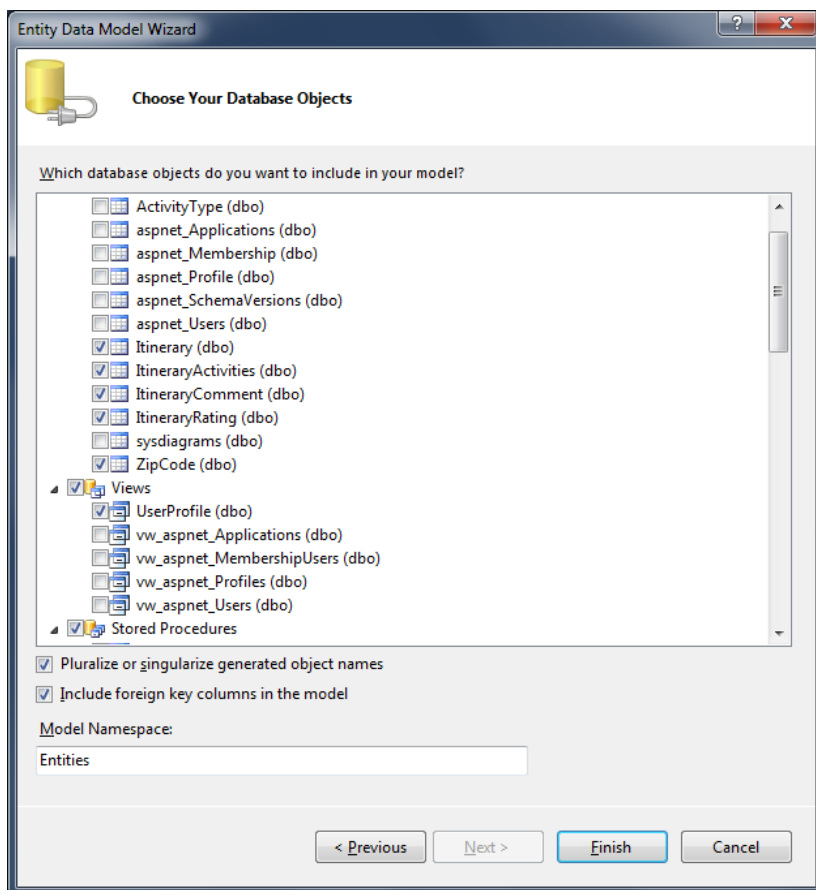 Entity Data Model Wizard
?
Choose Your Database Objects
Which database objects do you want to include in your model?
ActivityType (dbo)
aspnet_Applications (dbo)
aspnet_Membership (dbo)
aspnet_Profile (dbo)
aspnet_SchemaVersions (dbo)
aspnet_Users (dbo)
Itinerary (dbo)
ItineraryActivities (dbo)
ItineraryComment (dbo)
ItineraryRating (dbo)
sysdiagrams (dbo)
ZipCode (dbo)
Views
UserProfile (dbo)
vw_aspnet_Applications (dbo)
vw_aspnet_MembershipUsers (dbo)
vw_aspnet_Profiles (dbo)
vw_aspnet_Users (dbo)
Stored Procedures
Pluralize or singularize generated object names
Include foreign key columns in the model
Model Namespace:
Entities
< Previous
Next >
Finish
Cancel